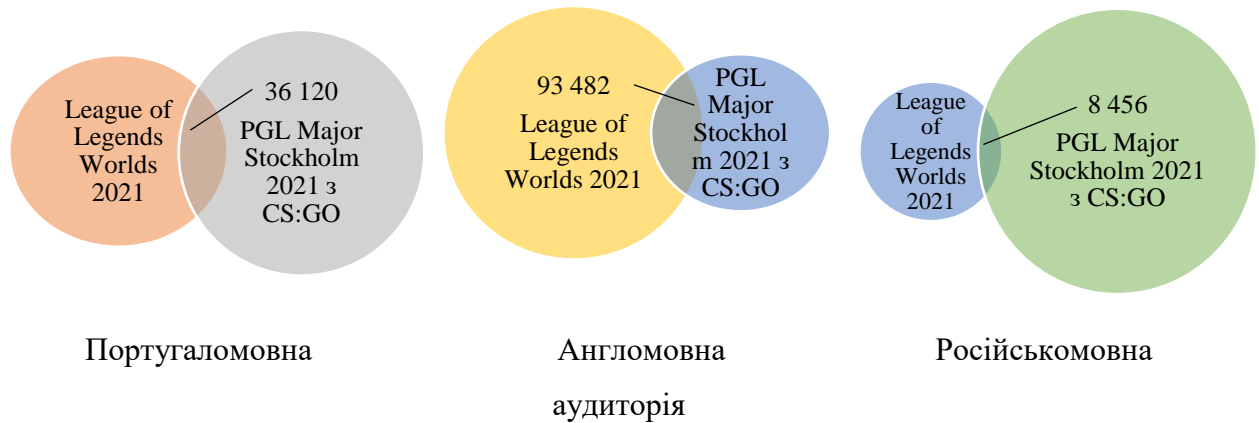 League of
Legends
Worlds
2021
36 120
PGL Major
Stockholm
2021 з
CS:GO
93 482
League of
Legends
Worlds 2021
PGL
Major
Stockhol
m 2021 з
CS:GO
League
of
Legends
Worlds
2021
8 456
PGL Major
Stockholm 2021
з CS:GO
Португаломовна
Англомовна
аудиторія
Російськомовна